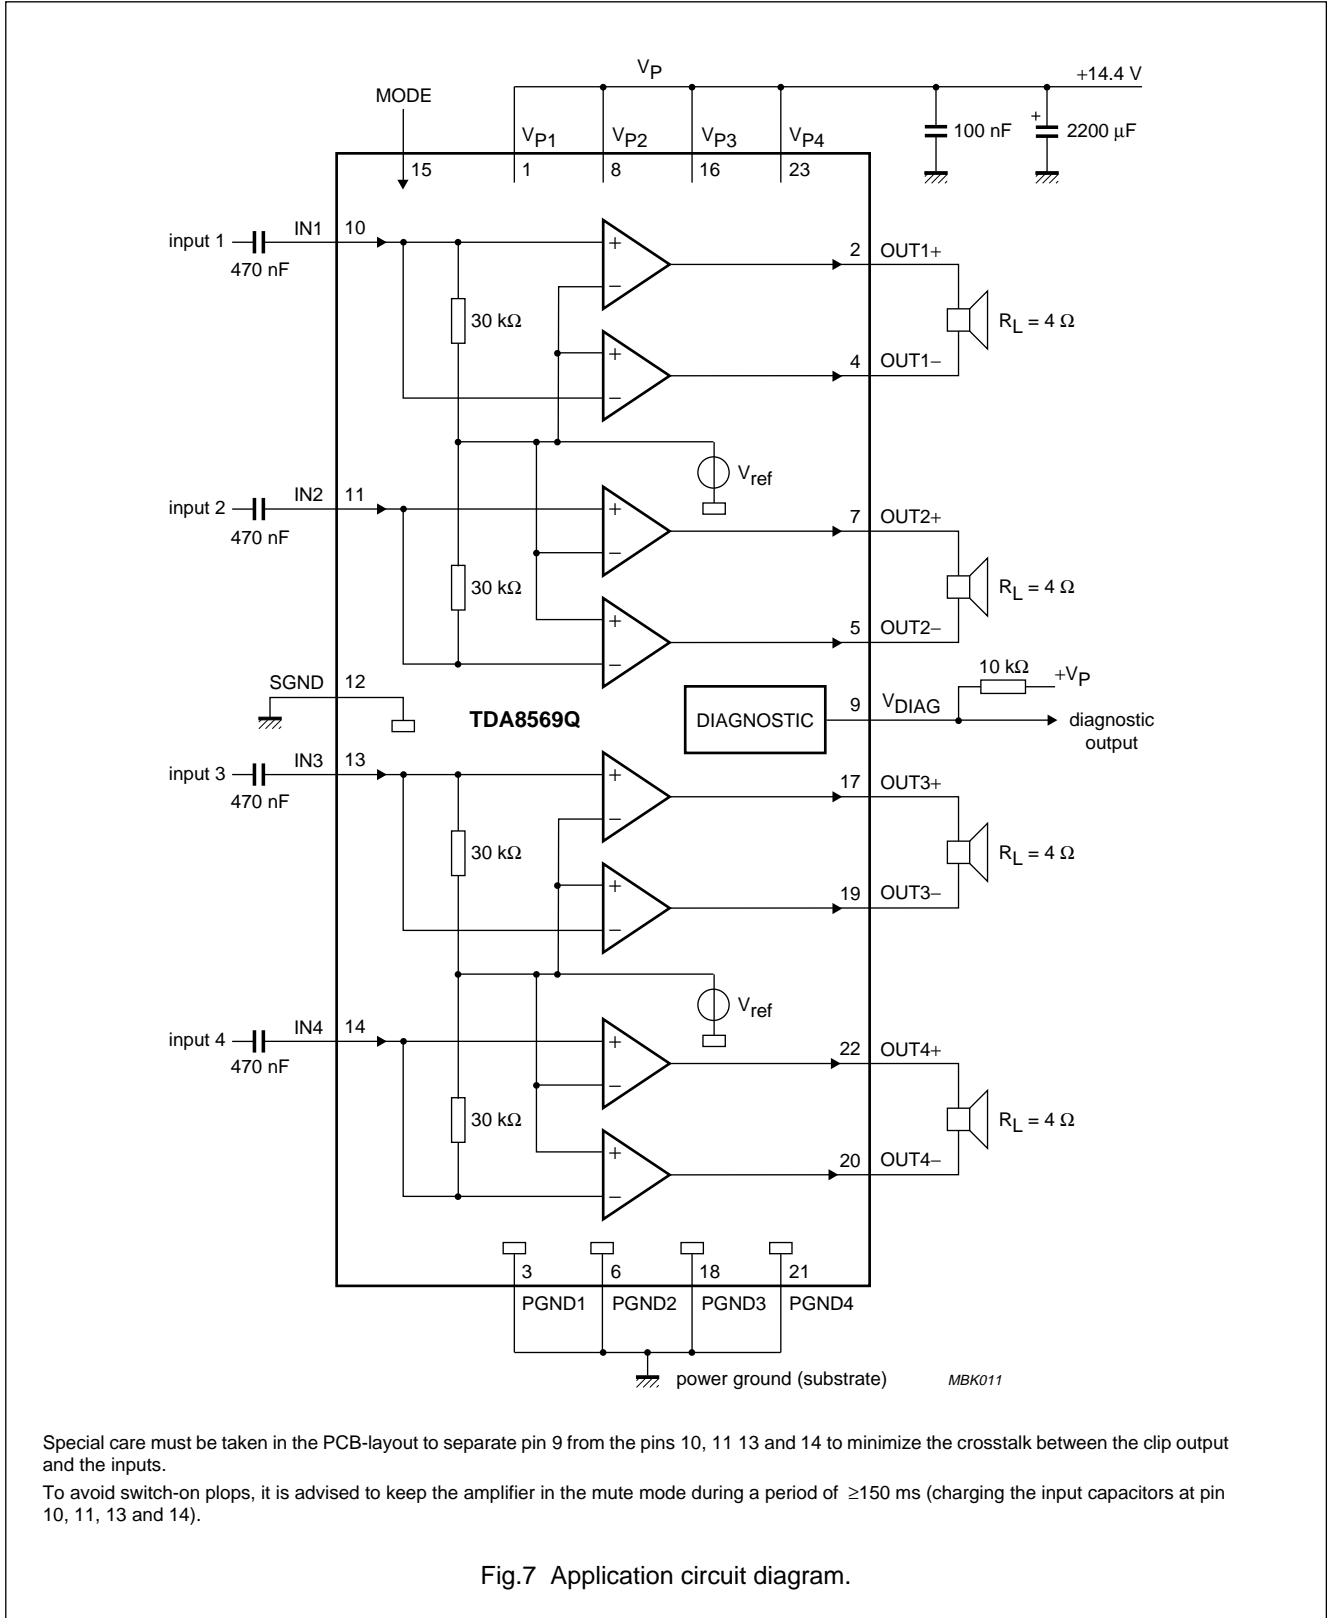 VP
+14.4 V
MODE
VP1
VP2
VP3
VP4
100 nF
+
2200 µF
15
1
8
16
23
input 1
470 nF
IN1
10
30 kΩ
+
−
+
−
2
OUT1+
4
OUT1−
RL = 4 Ω
Vref
input 2
470 nF
IN2
11
30 kΩ
+
−
+
−
7
OUT2+
5
OUT2−
RL = 4 Ω
SGND
12
TDA8569Q
DIAGNOSTIC
9
VDIAG
10 kΩ
+VP
diagnostic
output
input 3
470 nF
IN3
13
30 kΩ
+
−
+
−
17
OUT3+
19
OUT3−
RL = 4 Ω
Vref
input 4
470 nF
IN4
14
30 kΩ
+
−
+
−
22
OUT4+
20
OUT4−
RL = 4 Ω
3
6
18
21
PGND1
PGND2
PGND3
PGND4
power ground (substrate)
MBK011
Special care must be taken in the PCB-layout to separate pin 9 from the pins 10, 11 13 and 14 to minimize the crosstalk between the clip output
and the inputs.
To avoid switch-on plops, it is advised to keep the amplifier in the mute mode during a period of ≥150 ms (charging the input capacitors at pin
10, 11, 13 and 14).
Fig.7 Application circuit diagram.